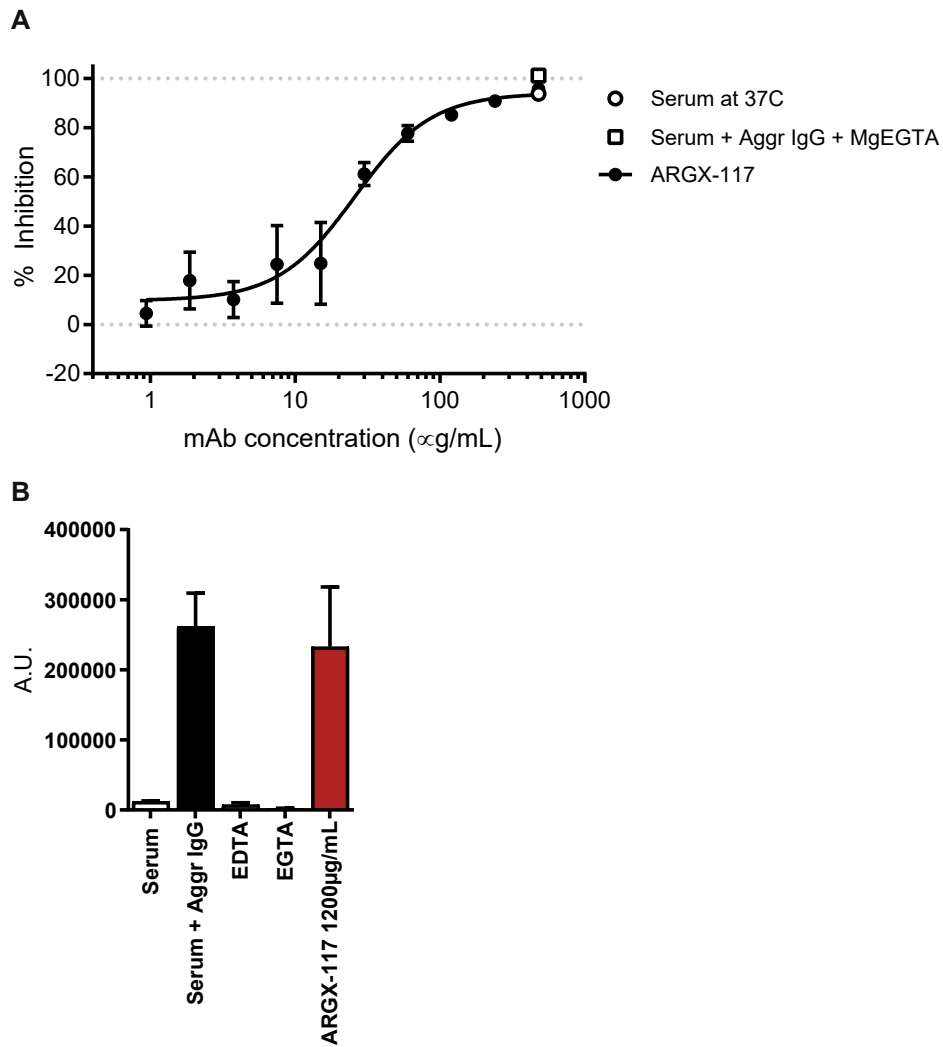 A
100
80
60
40
20
0
-20
% Inhibition
1
10
100
1000
mAb concentration (∝g/mL)
Serum at 37C
Serum + Aggr IgG + MgEGTA
ARGX-117
B
400000
300000
200000
100000
0
A.U.
Serum
Serum + Aggr IgG
EDTA
EGTA
ARGX-117 1200µg/mL